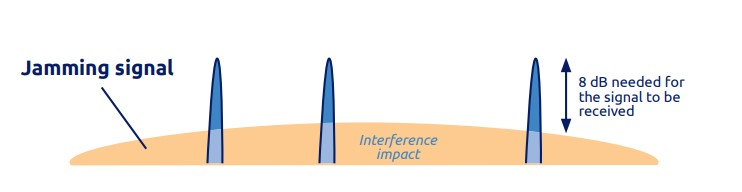 Jamming signal
8 dB needed for
the signal to be
received
Interference
impact